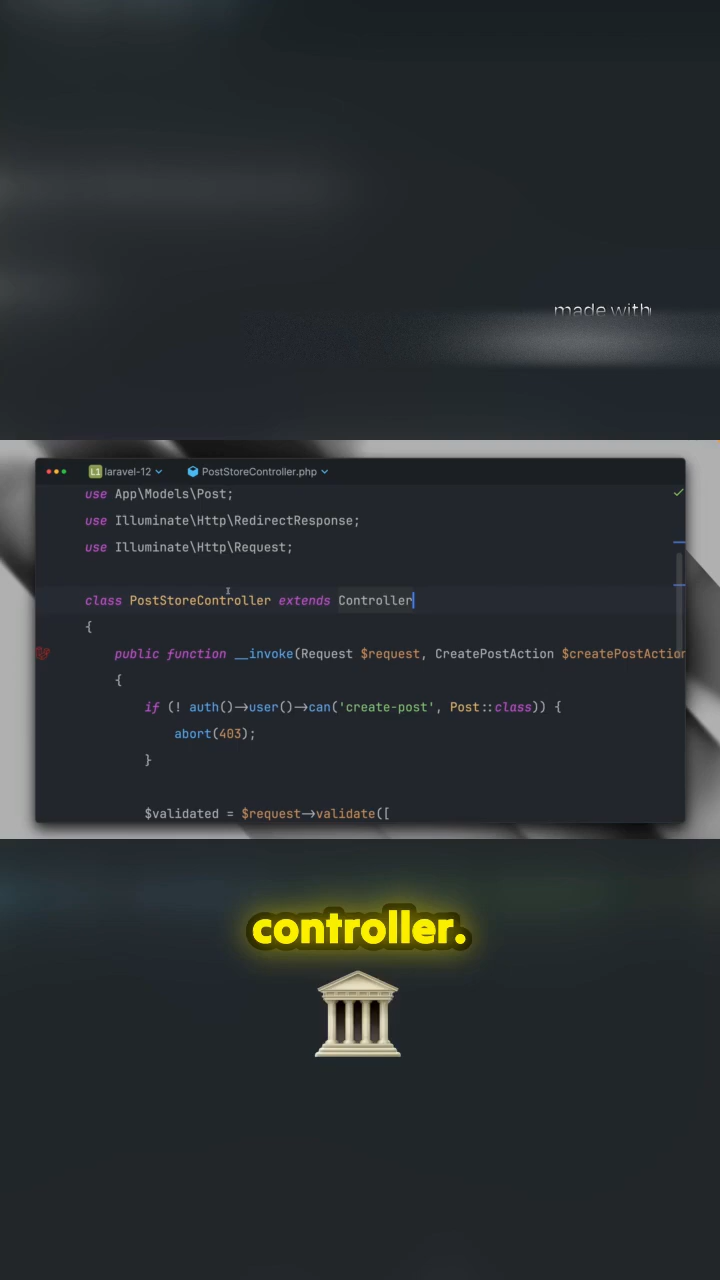 made with
L1 laravel-12 PostStoreController.php
use App\Models\Post;
use Illuminate\Http\RedirectResponse;
use Illuminate\Http\Request;
class PostStoreController extends Controller
{
public function __invoke(Request $request, CreatePostAction $createPostAction
{
if (! auth()→user()→can('create-post', Post::class)) {
abort(403);
}
$validated = $request→validate([
controller.